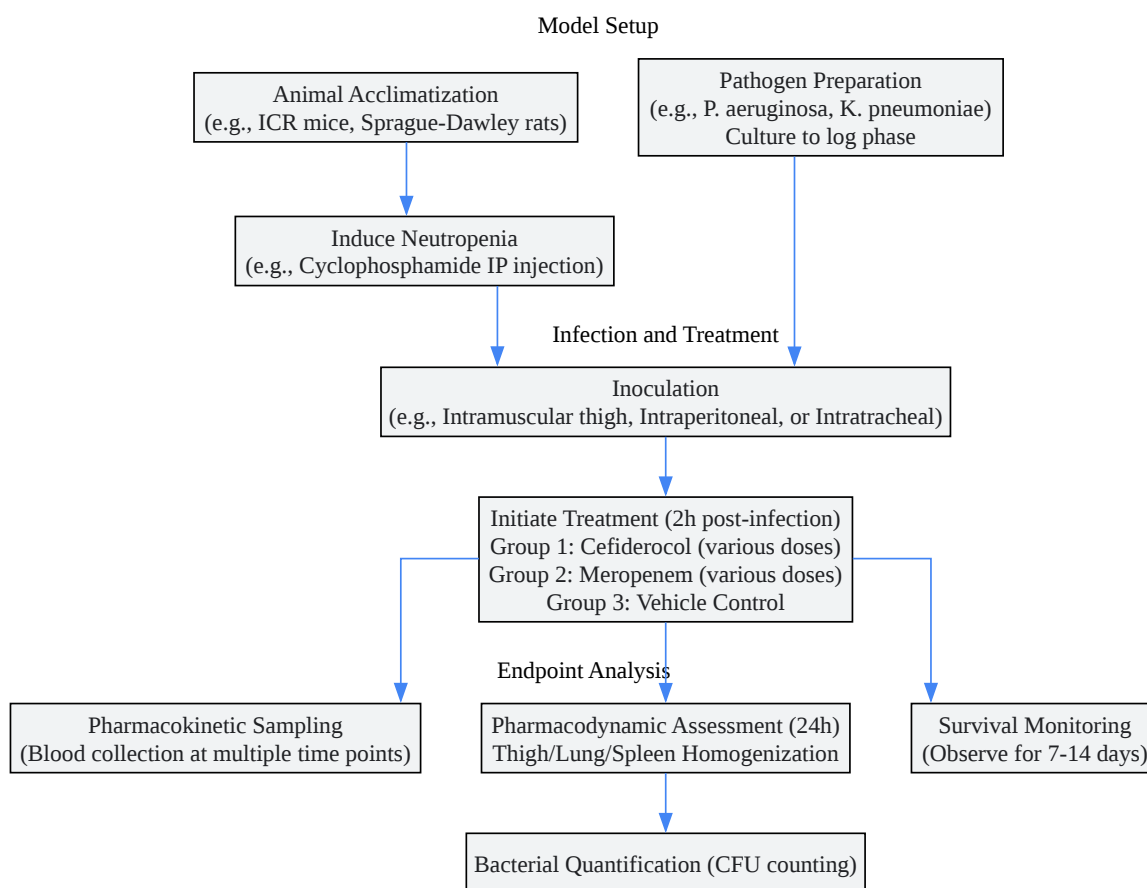 Model Setup
Animal Acclimatization
(e.g., ICR mice, Sprague-Dawley rats)
Pathogen Preparation
(e.g., P. aeruginosa, K. pneumoniae)
Culture to log phase
Induce Neutropenia
(e.g., Cyclophosphamide IP injection)
Infection and Treatment
Inoculation
(e.g., Intramuscular thigh, Intraperitoneal, or Intratracheal)
Initiate Treatment (2h post-infection)
Group 1: Cefiderocol (various doses)
Group 2: Meropenem (various doses)
Group 3: Vehicle Control
Endpoint Analysis
Pharmacokinetic Sampling
(Blood collection at multiple time points)
Pharmacodynamic Assessment (24h)
Thigh/Lung/Spleen Homogenization
Survival Monitoring
(Observe for 7-14 days)
Bacterial Quantification (CFU counting)